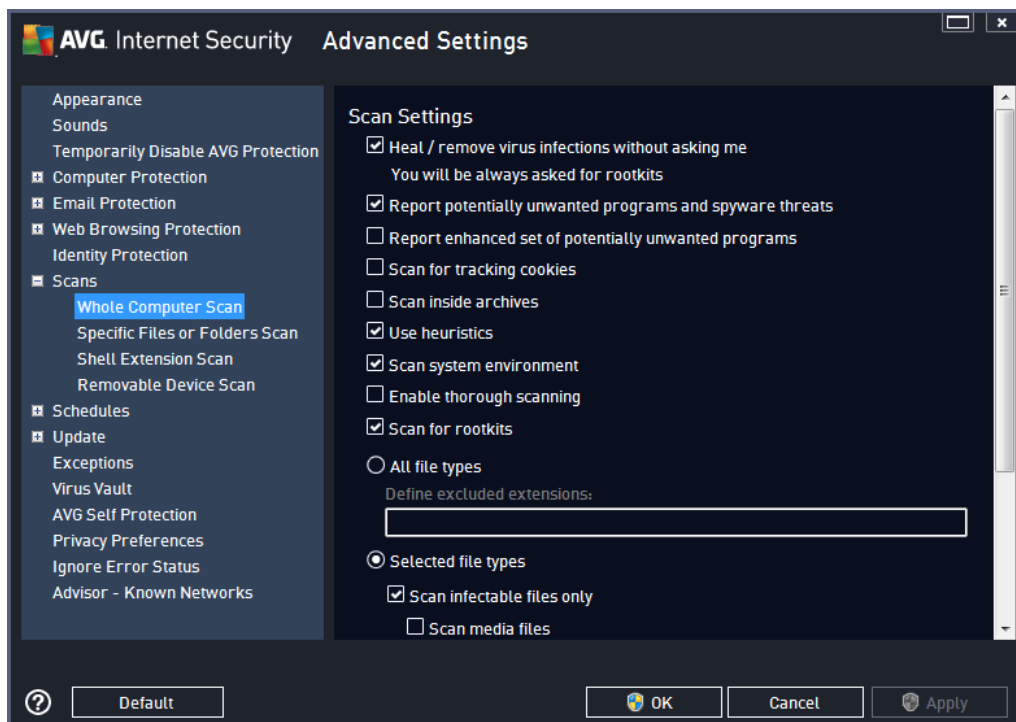 AVG. Internet Security Advanced Settings
Appearance
Sounds
Temporarily Disable AVG Protection
Computer Protection
Email Protection
Web Browsing Protection
Identity Protection
Scans
Whole Computer Scan
Specific Files or Folders Scan
Shell Extension Scan
Removable Device Scan
Schedules
Update
Exceptions
Virus Vault
AVG Self Protection
Privacy Preferences
Ignore Error Status
Advisor - Known Networks
Scan Settings
Heal / remove virus infections without asking me
You will be always asked for rootkits
Report potentially unwanted programs and spyware threats
Report enhanced set of potentially unwanted programs
Scan for tracking cookies
Scan inside archives
Use heuristics
Scan system environment
Enable thorough scanning
Scan for rootkits
All file types
Define excluded extensions:
Selected file types
Scan infectable files only
Scan media files
? Default OK Cancel Apply